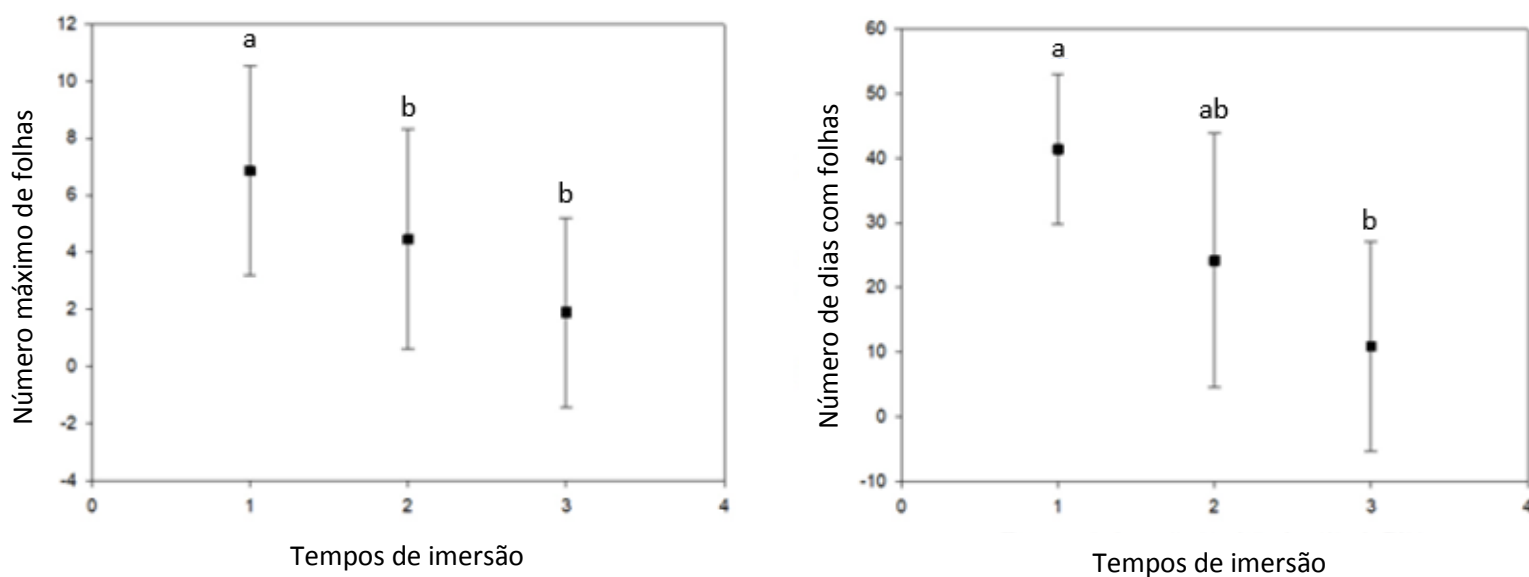 12
10
8
6
4
2
0
-2
-4
Número máximo de folhas
a
b
b
0 1 2 3 4
Tempos de imersão
60
50
40
30
20
10
0
-10
Número de dias com folhas
a
ab
b
0 1 2 3 4
Tempos de imersão